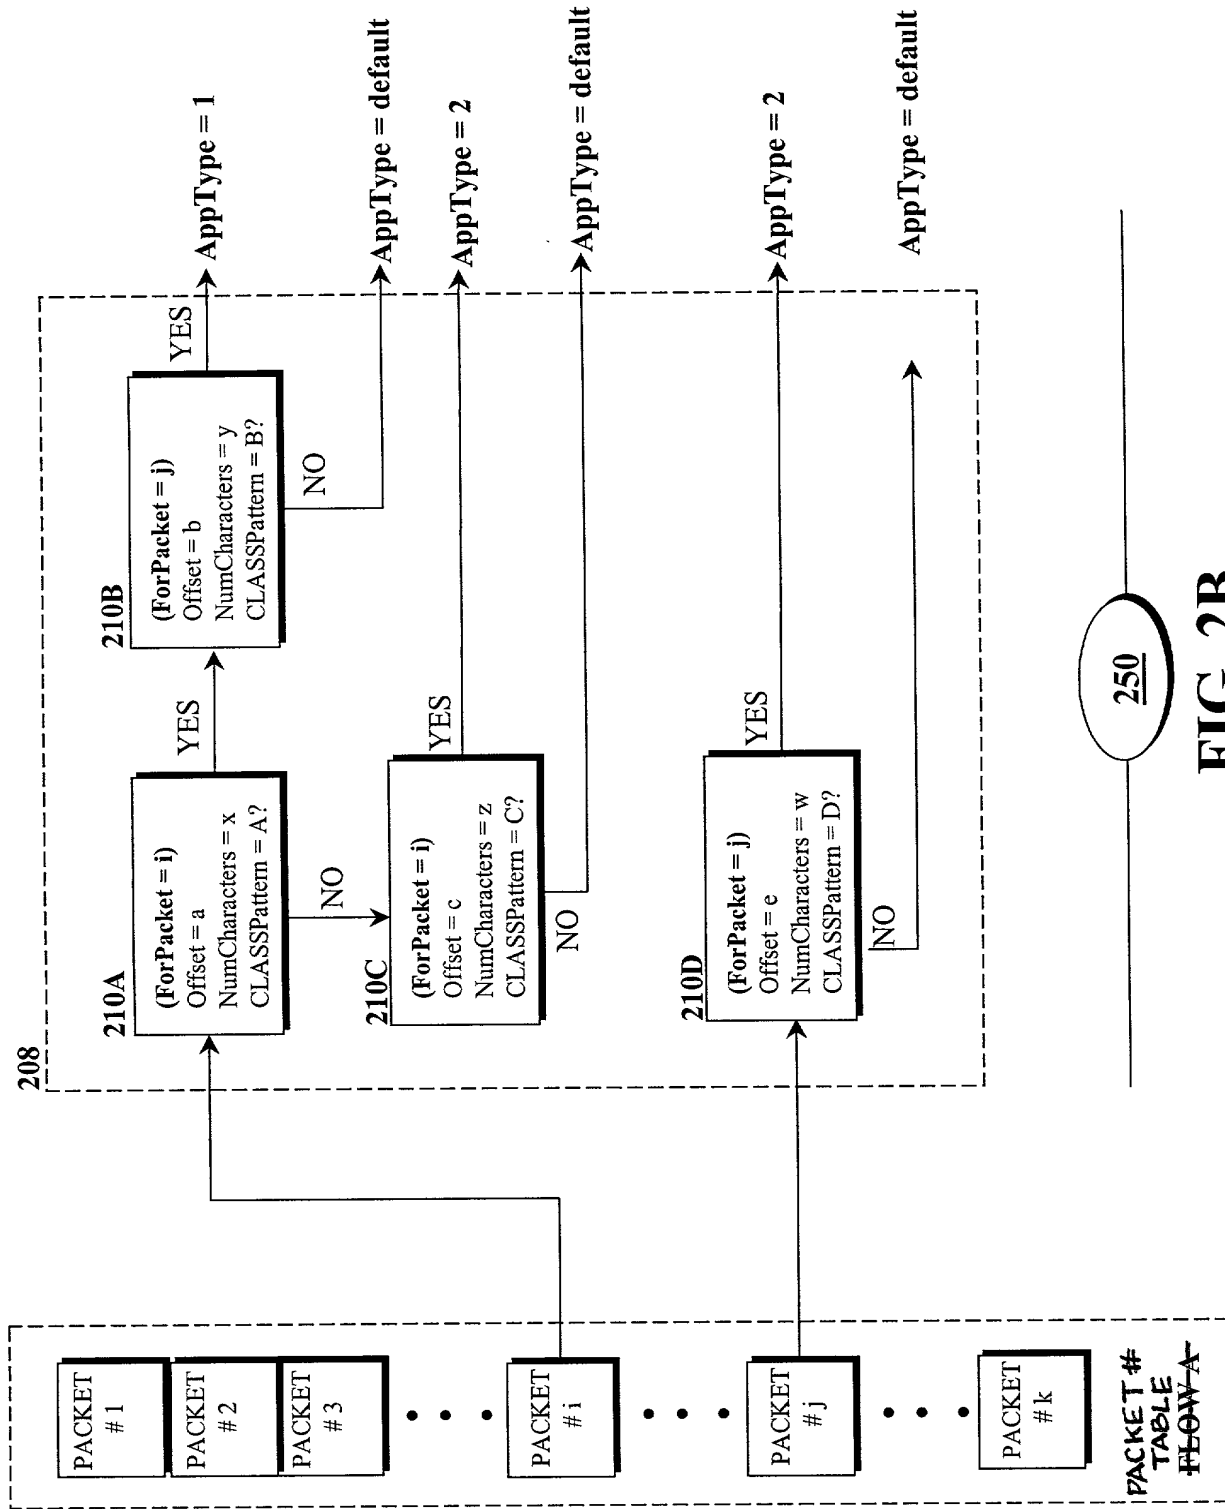 208
210A
(ForPacket = i)
Offset = a
NumCharacters = x
CLASSPattern = A?
YES
NO
210B
(ForPacket = j)
Offset = b
NumCharacters = y
CLASSPattern = B?
YES
NO
AppType = 1
AppType = default
210C
(ForPacket = i)
Offset = c
NumCharacters = z
CLASSPattern = C?
YES
NO
AppType = 2
AppType = default
210D
(ForPacket = j)
Offset = e
NumCharacters = w
CLASSPattern = D?
YES
NO
AppType = 2
AppType = default
PACKET
# 1
PACKET
# 2
PACKET
# 3
PACKET
# i
PACKET
# j
PACKET
# k
PACKET #
TABLE
FLOW A
250
FIG. 2B